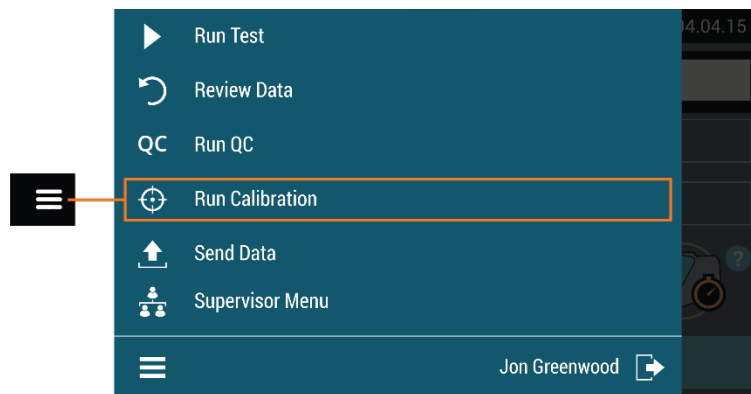 Run Test
04.04.15
Review Data
QC Run QC
Run Calibration
Send Data
?
Supervisor Menu
Jon Greenwood